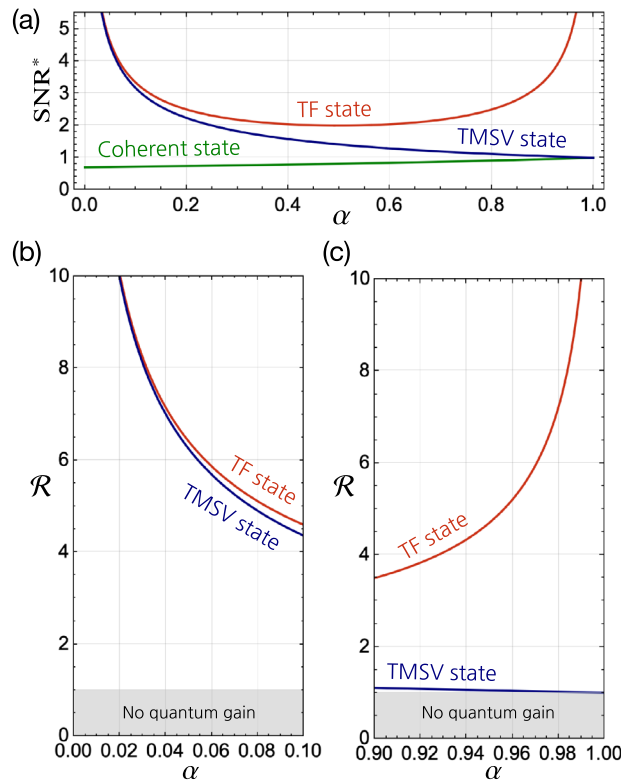 (a)
SNR*
5
4
3
2
1
0
TF state
TMSV state
Coherent state
0.0 0.2 0.4 0.6 0.8 1.0
α
(b)
ℛ
10
8
6
4
2
0
TF state
TMSV state
No quantum gain
0.00 0.02 0.04 0.06 0.08 0.10
α
(c)
ℛ
10
8
6
4
2
0
TF state
TMSV state
No quantum gain
0.90 0.92 0.94 0.96 0.98 1.00
α